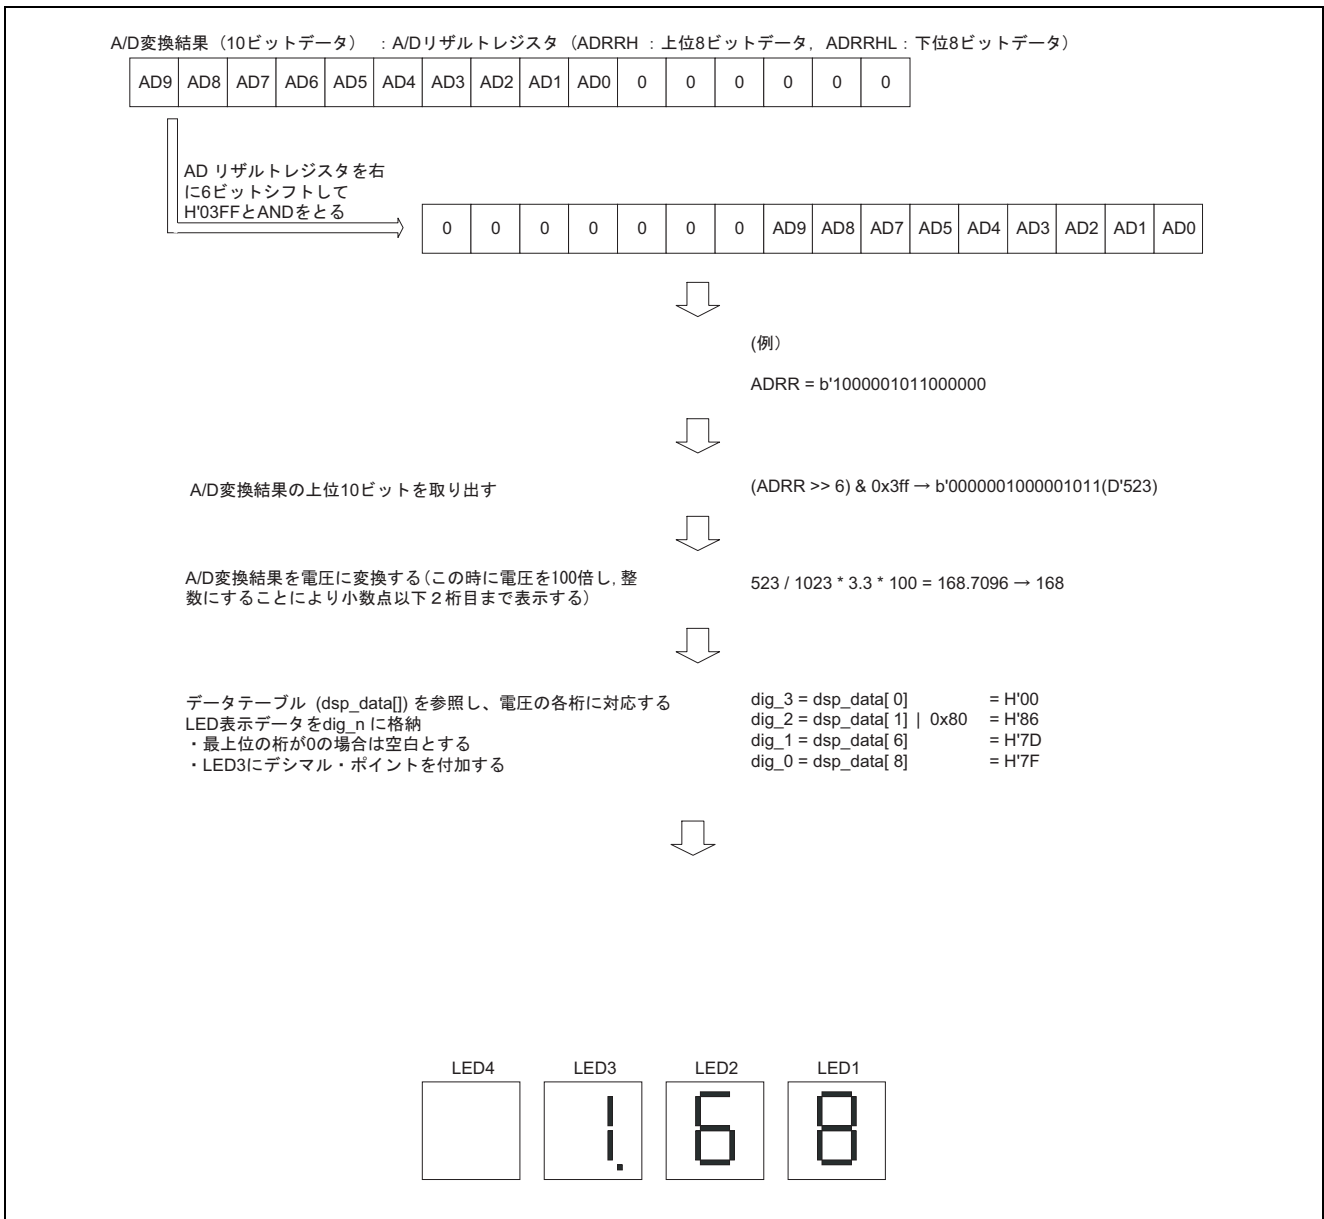 A/D変換結果（10ビットデータ） ：A/Dリザルトレジスタ（ADRRH：上位8ビットデータ, ADRRHL：下位8ビットデータ）
AD9 AD8 AD7 AD6 AD5 AD4 AD3 AD2 AD1 AD0 0 0 0 0 0 0
AD リザルトレジスタを右
に6ビットシフトして
H'03FFとANDをとる
0 0 0 0 0 0 0 AD9 AD8 AD7 AD5 AD4 AD3 AD2 AD1 AD0
(例）
ADRR = b'1000001011000000
A/D変換結果の上位10ビットを取り出す
(ADRR >> 6) & 0x3ff → b'0000001000001011(D'523)
A/D変換結果を電圧に変換する（この時に電圧を100倍し, 整
数にすることにより小数点以下２桁目まで表示する）
523 / 1023 * 3.3 * 100 = 168.7096 → 168
データテーブル (dsp_data[]) を参照し、電圧の各桁に対応する
LED表示データをdig_n に格納
・最上位の桁が0の場合は空白とする
・LED3にデシマル・ポイントを付加する
dig_3 = dsp_data[ 0] = H'00
dig_2 = dsp_data[ 1] | 0x80 = H'86
dig_1 = dsp_data[ 6] = H'7D
dig_0 = dsp_data[ 8] = H'7F
LED4 LED3 LED2 LED1
1. 6 8